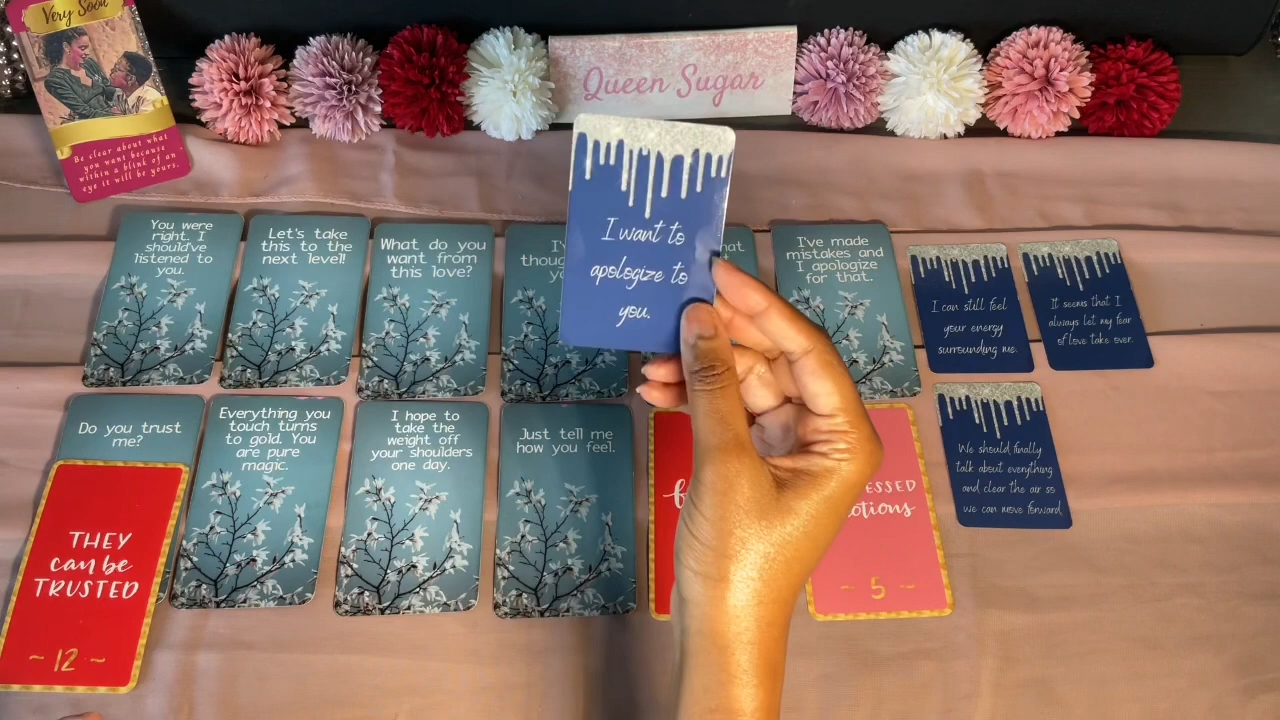 Very Soon
Be clear about what
you want because
within a blink of an
eye it will be yours.
Queen Sugar
You were
right. I
should've
listened to
you.
Let's take
this to the
next level!
What do you
want from
this love?
I want to
apologize to
you.
I've made
mistakes and
I apologize
for that.
I can still feel
your energy
surrounding me.
It seems that I
always let my fear
of love take over.
Do you trust
me?
THEY
can be
TRUSTED
~ 12 ~
Everything you
touch turns
to gold. You
are pure
magic.
I hope to
take the
weight off
your shoulders
one day.
Just tell me
how you feel.
~ 5 ~
We should finally
talk about everything
and clear the air so
we can move forward